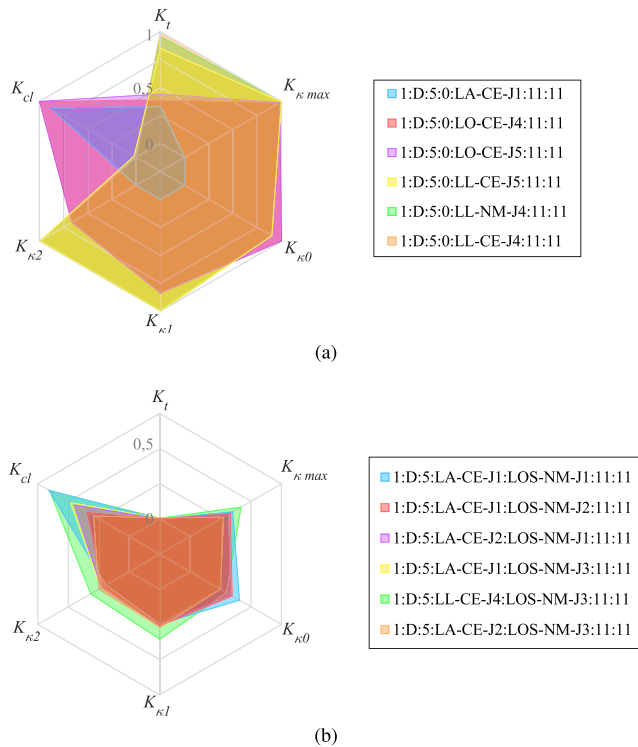 K_t
1
K_cl
K_κ max
0,5
1:D:5:0:LA-CE-J1:11:11
1:D:5:0:LO-CE-J4:11:11
0
1:D:5:0:LO-CE-J5:11:11
1:D:5:0:LL-CE-J5:11:11
1:D:5:0:LL-NM-J4:11:11
1:D:5:0:LL-CE-J4:11:11
K_κ2
K_κ0
K_κ1
(a)
K_t
0,5
K_cl
K_κ max
0
1:D:5:LA-CE-J1:LOS-NM-J1:11:11
1:D:5:LA-CE-J1:LOS-NM-J2:11:11
1:D:5:LA-CE-J2:LOS-NM-J1:11:11
1:D:5:LA-CE-J1:LOS-NM-J3:11:11
1:D:5:LL-CE-J4:LOS-NM-J3:11:11
1:D:5:LA-CE-J2:LOS-NM-J3:11:11
K_κ2
K_κ0
K_κ1
(b)